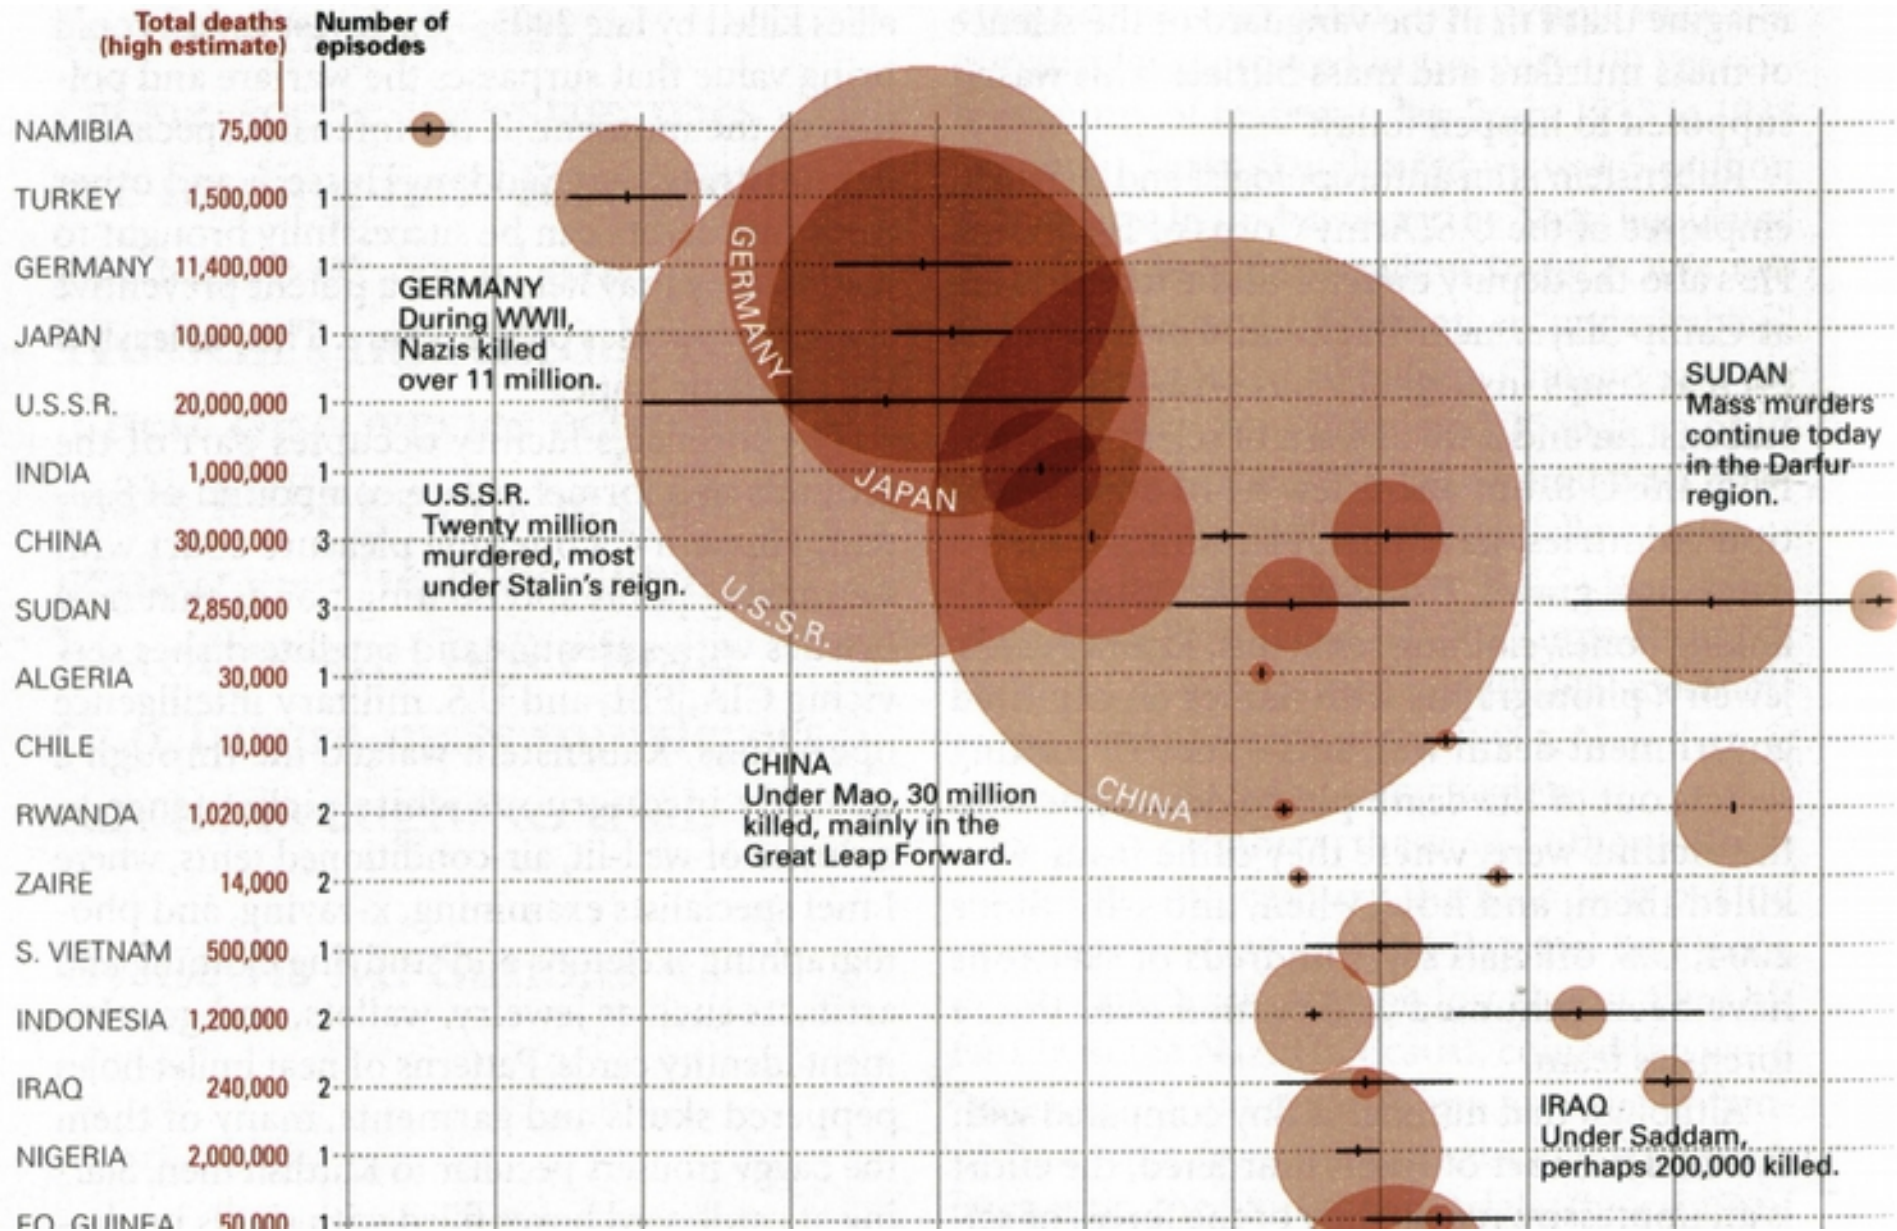 Total deaths
(high estimate)
Number of
episodes
NAMIBIA 75,000 1
TURKEY 1,500,000 1
GERMANY 11,400,000 1
JAPAN 10,000,000 1
U.S.S.R. 20,000,000 1
INDIA 1,000,000 1
CHINA 30,000,000 3
SUDAN 2,850,000 3
ALGERIA 30,000 1
CHILE 10,000 1
RWANDA 1,020,000 2
ZAIRE 14,000 2
S. VIETNAM 500,000 1
INDONESIA 1,200,000 2
IRAQ 240,000 2
NIGERIA 2,000,000 1
EQ. GUINEA 50,000 1
GERMANY
During WWII,
Nazis killed
over 11 million.
U.S.S.R.
Twenty million
murdered, most
under Stalin's reign.
CHINA
Under Mao, 30 million
killed, mainly in the
Great Leap Forward.
GERMANY
JAPAN
U.S.S.R.
CHINA
SUDAN
Mass murders
continue today
in the Darfur
region.
IRAQ
Under Saddam,
perhaps 200,000 killed.